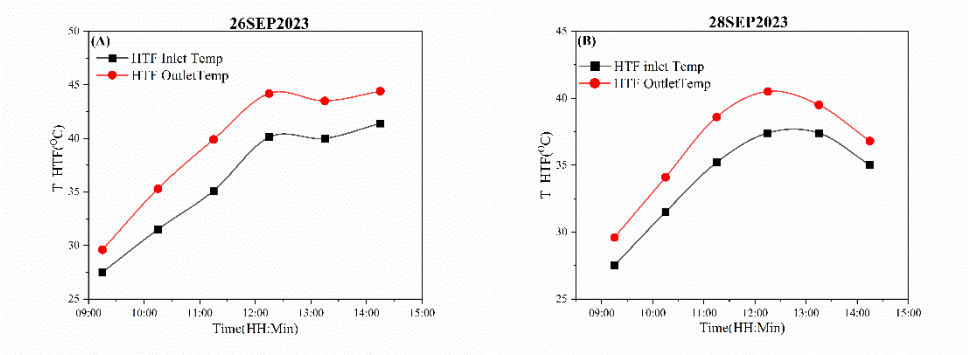 26SEP2023
(A)
HTF Inlet Temp
HTF OutletTemp
50
45
40
35
30
25
T HTF(°C)
09:00 10:00 11:00 12:00 13:00 14:00 15:00
Time(HH:Min)
28SEP2023
(B)
HTF inlet Temp
HTF OutletTemp
45
40
35
30
25
T HTF(°C)
09:00 10:00 11:00 12:00 13:00 14:00 15:00
Time(HH:Min)